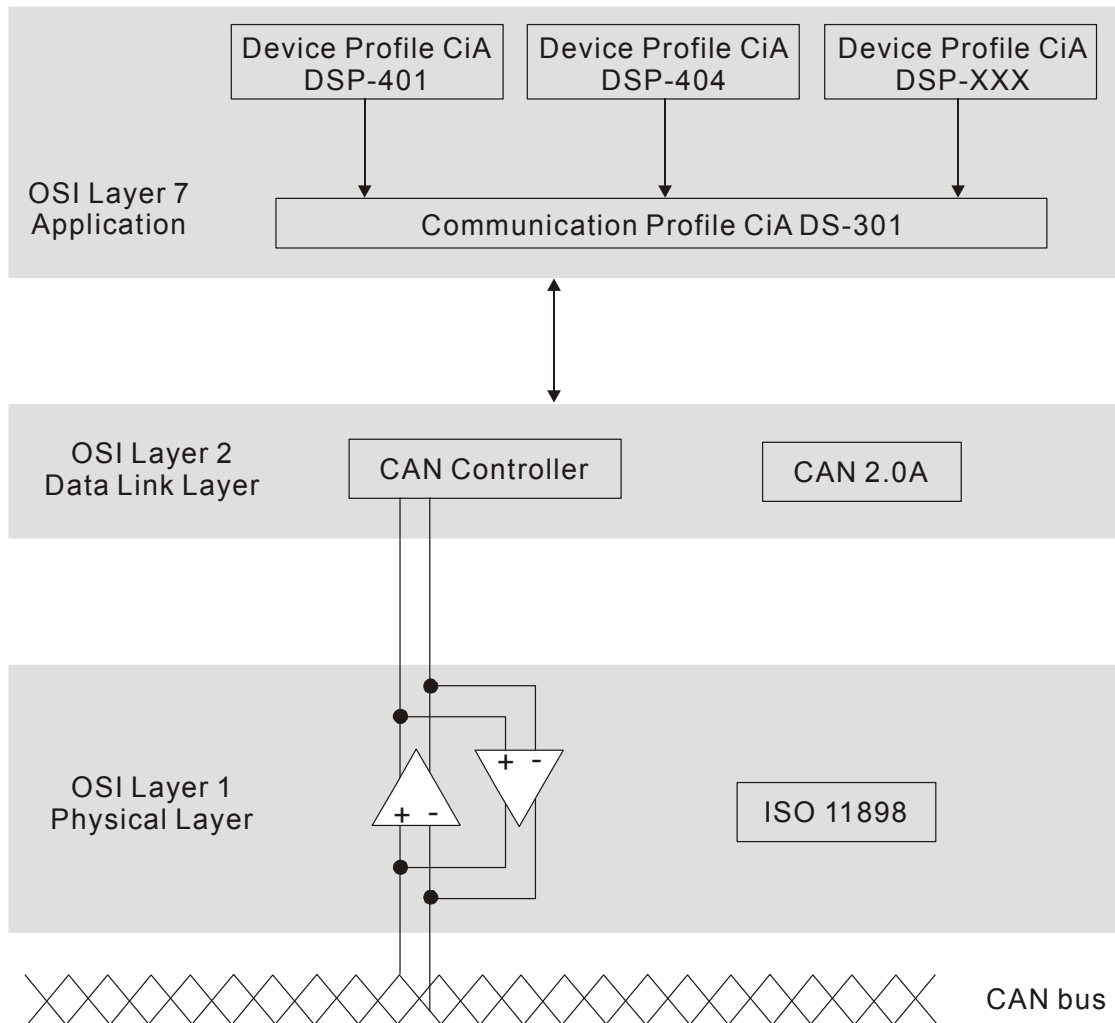 Device Profile CiA
DSP-401
Device Profile CiA
DSP-404
Device Profile CiA
DSP-XXX
OSI Layer 7
Application
Communication Profile CiA DS-301
OSI Layer 2
Data Link Layer
CAN Controller
CAN 2.0A
OSI Layer 1
Physical Layer
+ -
+ -
ISO 11898
CAN bus